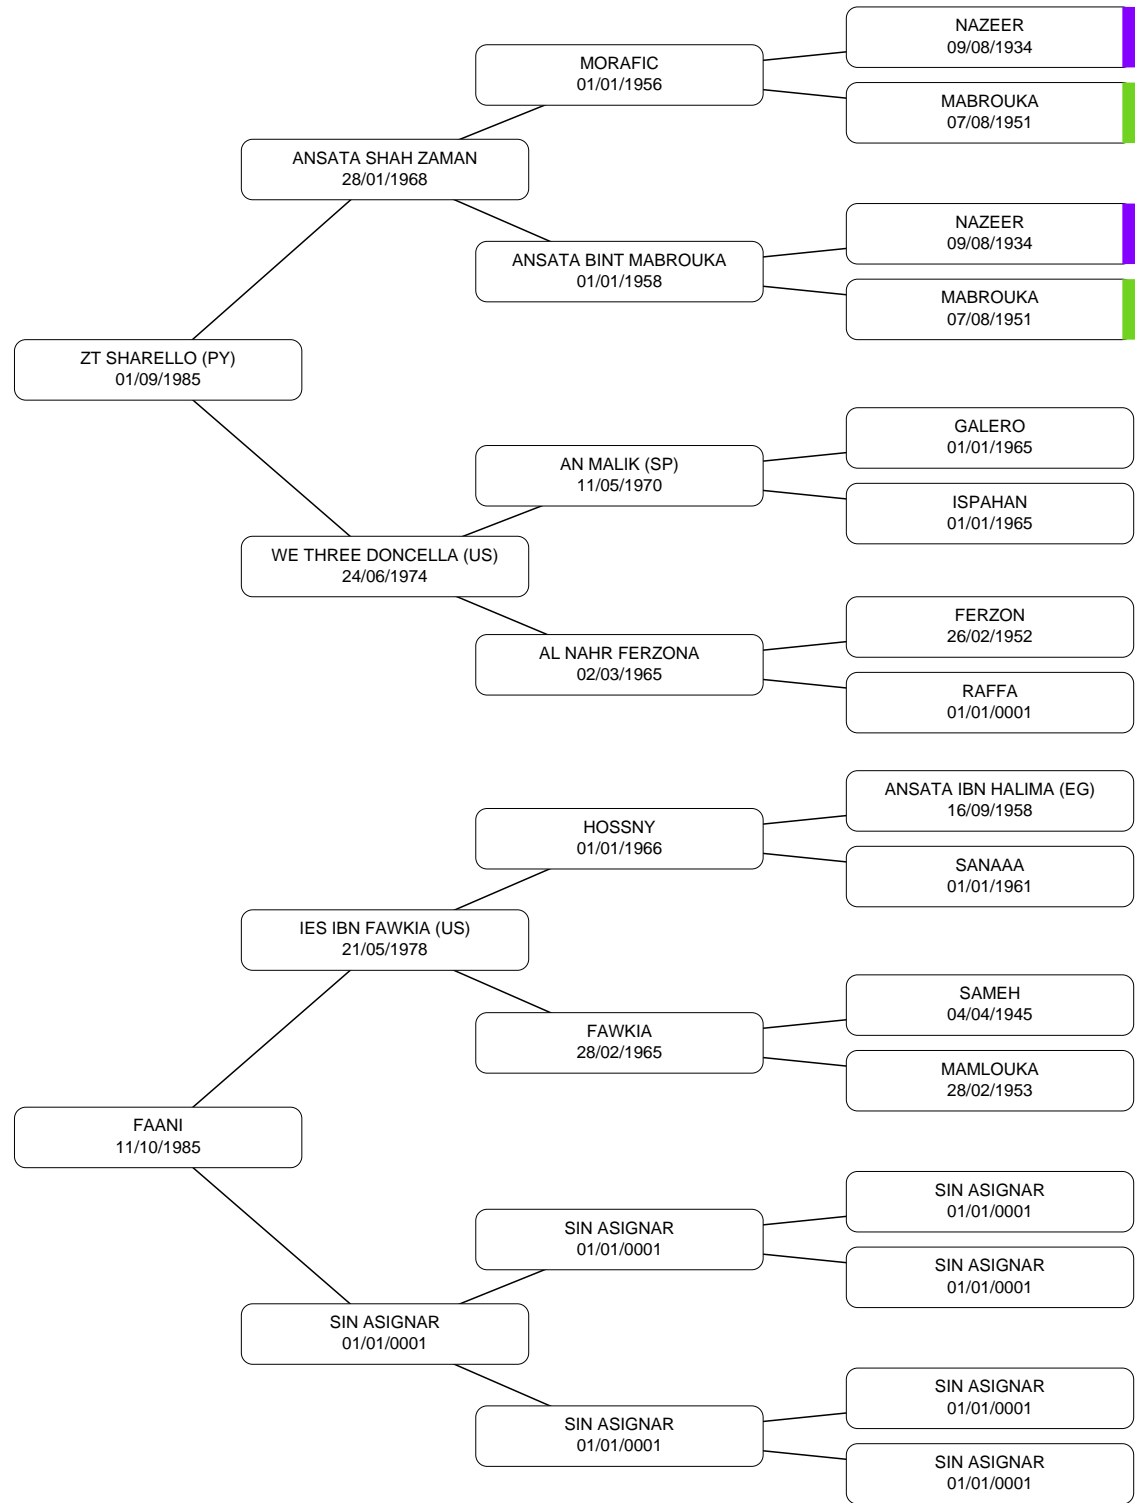 NAZEER
09/08/1934
MORAFIC
01/01/1956
MABROUKA
07/08/1951
ANSATA SHAH ZAMAN
28/01/1968
NAZEER
09/08/1934
ANSATA BINT MABROUKA
01/01/1958
MABROUKA
07/08/1951
ZT SHARELLO (PY)
01/09/1985
GALERO
01/01/1965
AN MALIK (SP)
11/05/1970
ISPAHAN
01/01/1965
WE THREE DONCELLA (US)
24/06/1974
FERZON
26/02/1952
AL NAHR FERZONA
02/03/1965
RAFFA
01/01/0001
ANSATA IBN HALIMA (EG)
16/09/1958
HOSSNY
01/01/1966
SANAAA
01/01/1961
IES IBN FAWKIA (US)
21/05/1978
SAMEH
04/04/1945
FAWKIA
28/02/1965
MAMLOUKA
28/02/1953
FAANI
11/10/1985
SIN ASIGNAR
01/01/0001
SIN ASIGNAR
01/01/0001
SIN ASIGNAR
01/01/0001
SIN ASIGNAR
01/01/0001
SIN ASIGNAR
01/01/0001
SIN ASIGNAR
01/01/0001
SIN ASIGNAR
01/01/0001